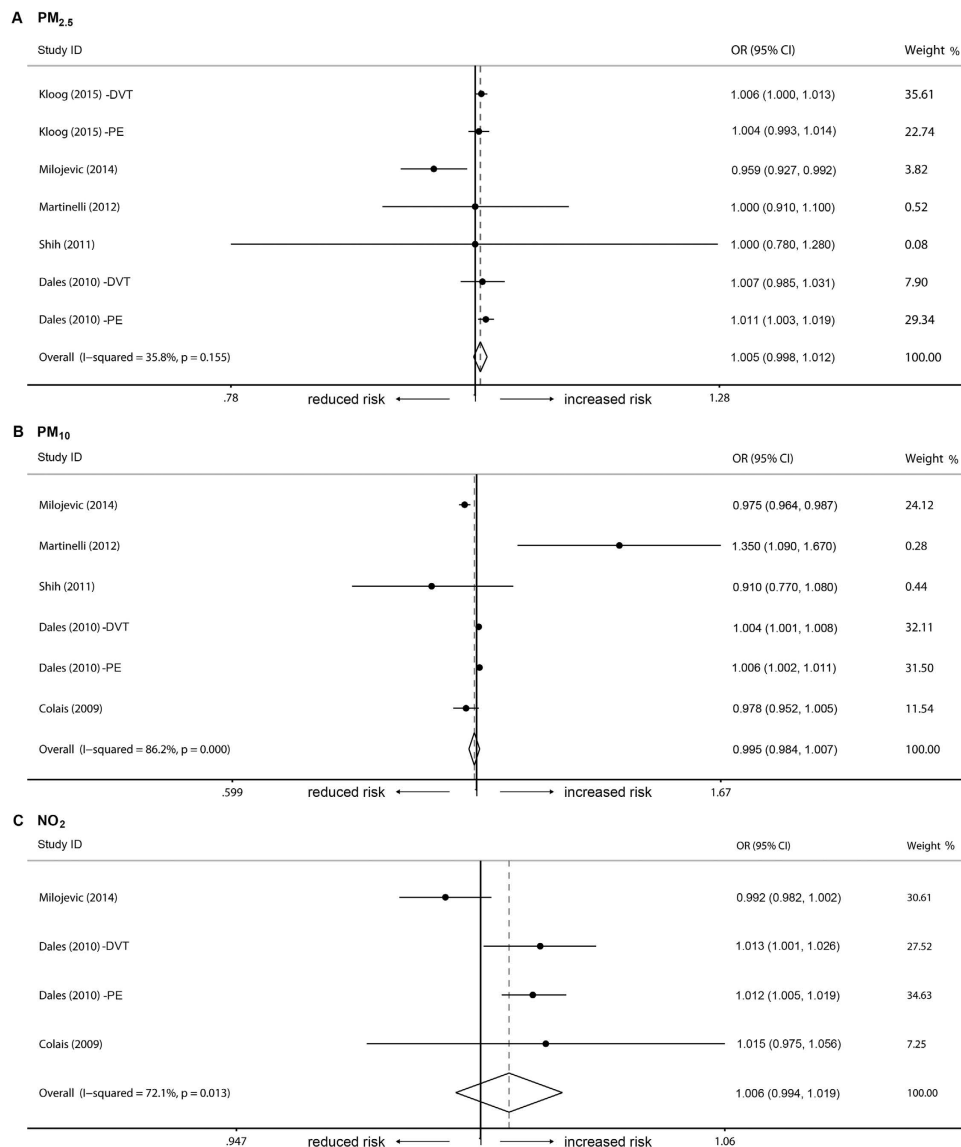 A PM2.5
Study ID OR (95% CI) Weight %
Kloog (2015) -DVT 1.006 (1.000, 1.013) 35.61
Kloog (2015) -PE 1.004 (0.993, 1.014) 22.74
Milojevic (2014) 0.959 (0.927, 0.992) 3.82
Martinelli (2012) 1.000 (0.910, 1.100) 0.52
Shih (2011) 1.000 (0.780, 1.280) 0.08
Dales (2010) -DVT 1.007 (0.985, 1.031) 7.90
Dales (2010) -PE 1.011 (1.003, 1.019) 29.34
Overall (I-squared = 35.8%, p = 0.155) 1.005 (0.998, 1.012) 100.00
.78 reduced risk 1 increased risk 1.28
B PM10
Study ID OR (95% CI) Weight %
Milojevic (2014) 0.975 (0.964, 0.987) 24.12
Martinelli (2012) 1.350 (1.090, 1.670) 0.28
Shih (2011) 0.910 (0.770, 1.080) 0.44
Dales (2010) -DVT 1.004 (1.001, 1.008) 32.11
Dales (2010) -PE 1.006 (1.002, 1.011) 31.50
Colais (2009) 0.978 (0.952, 1.005) 11.54
Overall (I-squared = 86.2%, p = 0.000) 0.995 (0.984, 1.007) 100.00
.599 reduced risk 1 increased risk 1.67
C NO2
Study ID OR (95% CI) Weight %
Milojevic (2014) 0.992 (0.982, 1.002) 30.61
Dales (2010) -DVT 1.013 (1.001, 1.026) 27.52
Dales (2010) -PE 1.012 (1.005, 1.019) 34.63
Colais (2009) 1.015 (0.975, 1.056) 7.25
Overall (I-squared = 72.1%, p = 0.013) 1.006 (0.994, 1.019) 100.00
.947 reduced risk 1 increased risk 1.06